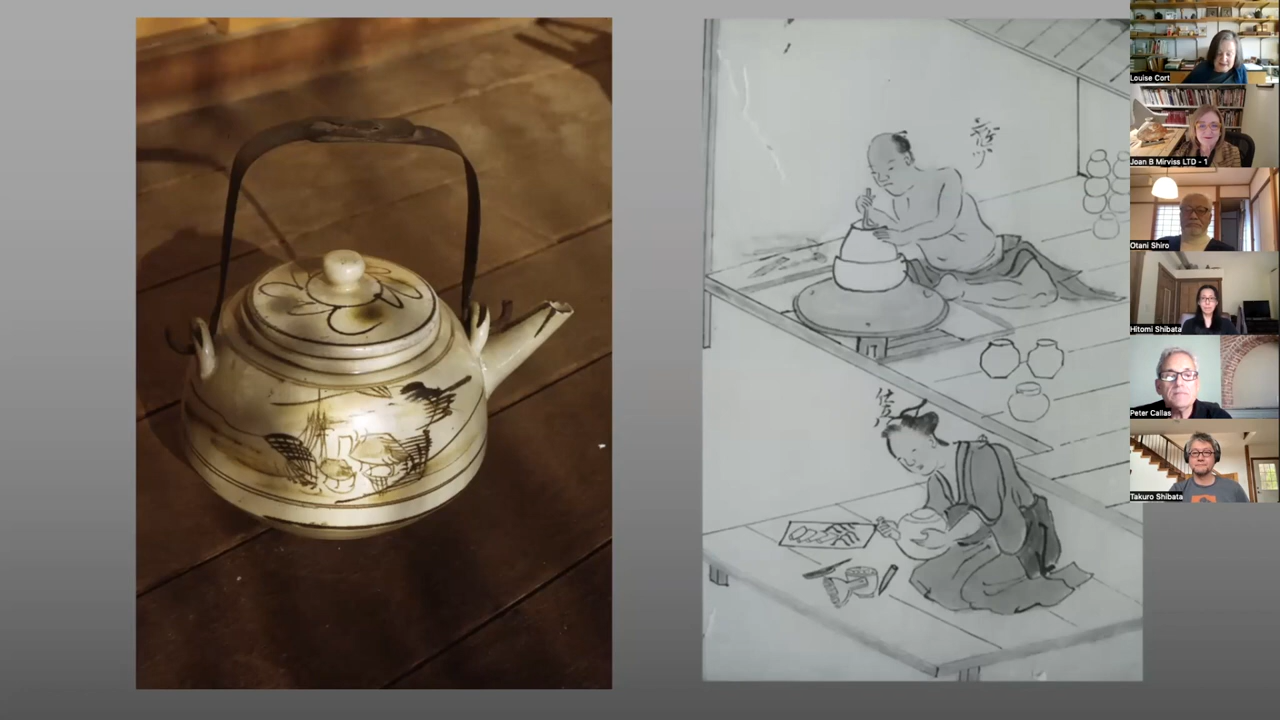 Louise Cort
Joan B Mirviss LTD - 1
Otani Shiro
Hitomi Shibata
Peter Callas
Takuro Shibata